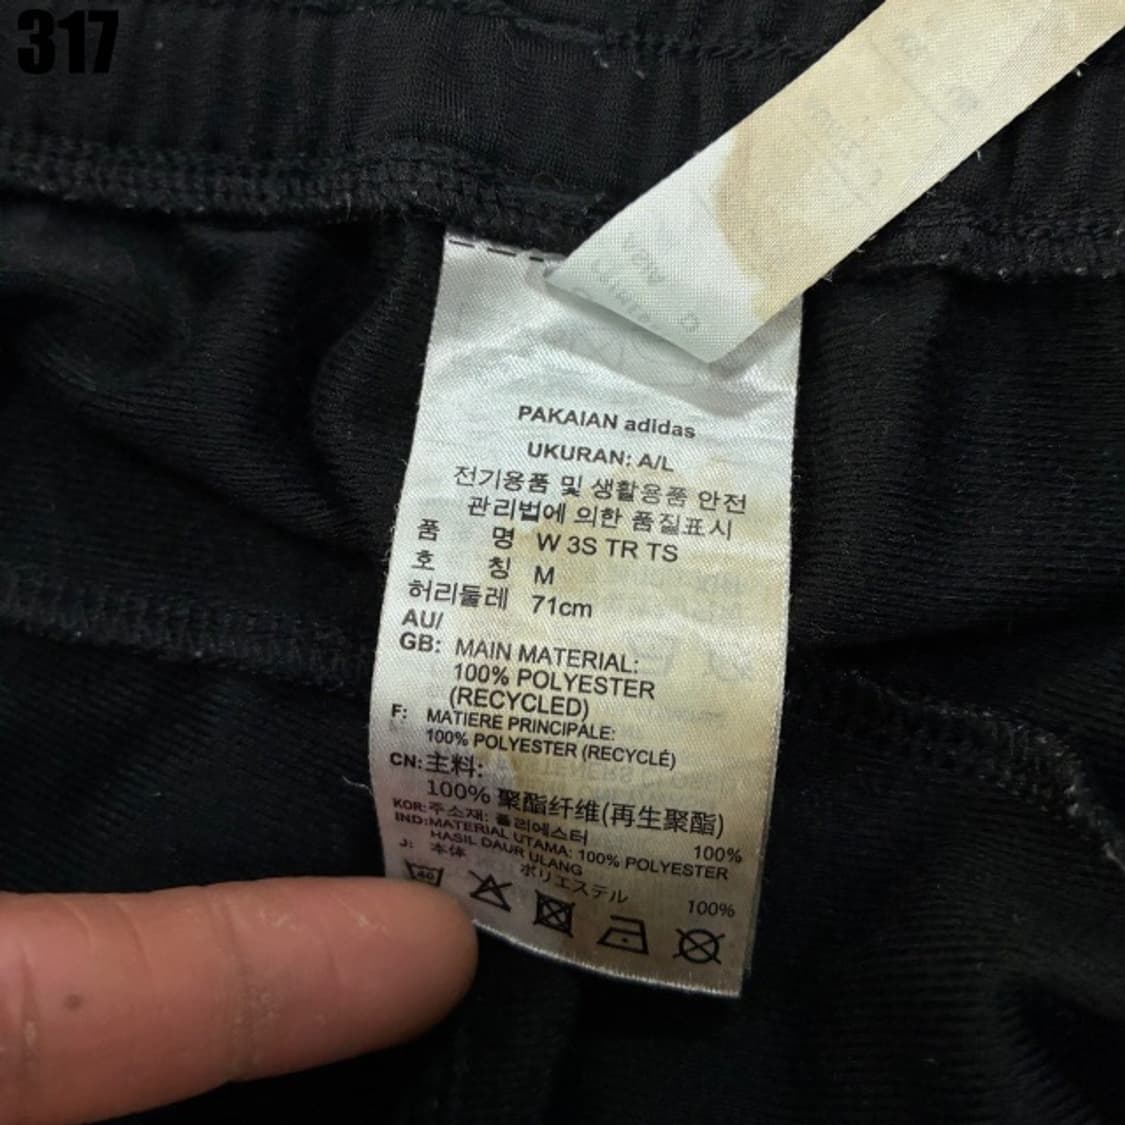 317
PAKAIAN adidas
UKURAN: A/L
전기용품 및 생활용품 안전
관리법에 의한 품질표시
품 명 W 3S TR TS
호 칭 M
허리둘레 71cm
AU/
GB: MAIN MATERIAL:
100% POLYESTER
(RECYCLED)
F: MATIERE PRINCIPALE:
100% POLYESTER (RECYCLÉ)
CN: 主料:
100% 聚酯纤维(再生聚酯)
KOR: 주소재: 폴리에스터 100%
IND: MATERIAL UTAMA: 100% POLYESTER
HASIL DAUR ULANG
J: 本体
ポリエステル 100%
40